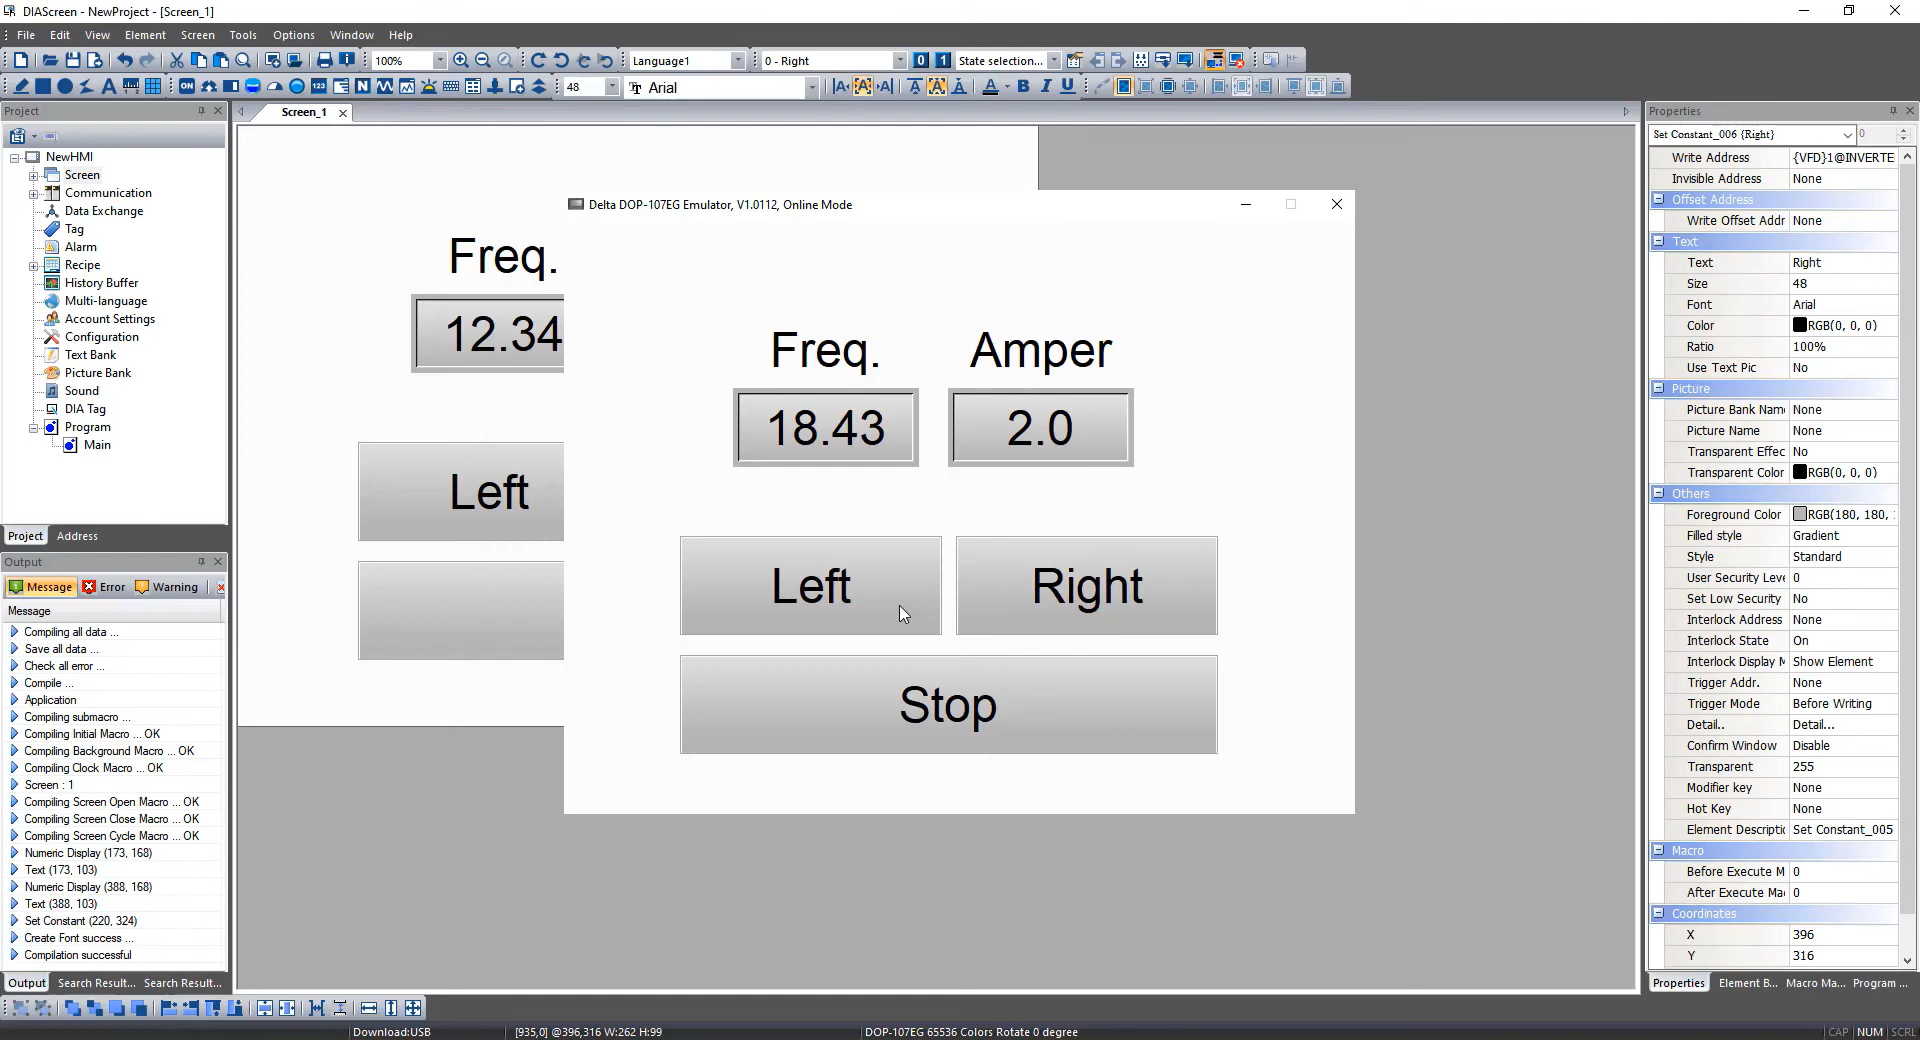 DIAScreen - NewProject - [Screen_1]
File Edit View Element Screen Tools Options Window Help
100% Language1 0 - Right 0 1 State selection...
48 Arial
Project
Screen_1
Properties
Set Constant_006 {Right} 0
NewHMI
Screen
Communication
Data Exchange
Tag
Alarm
Recipe
History Buffer
Multi-language
Account Settings
Configuration
Text Bank
Picture Bank
Sound
DIA Tag
Program
Main
Project Address
Output
Message Error Warning
Message
Compiling all data ...
Save all data ...
Check all error ...
Compile ...
Application
Compiling submacro ...
Compiling Initial Macro ... OK
Compiling Background Macro ... OK
Compiling Clock Macro ... OK
Screen : 1
Compiling Screen Open Macro ... OK
Compiling Screen Close Macro ... OK
Compiling Screen Cycle Macro ... OK
Numeric Display (173, 168)
Text (173, 103)
Numeric Display (388, 168)
Text (388, 103)
Set Constant (220, 324)
Create Font success ...
Compilation successful
Output Search Result... Search Result...
Freq.
12.34
Left
Delta DOP-107EG Emulator, V1.0112, Online Mode
Freq. Amper
18.43 2.0
Left Right
Stop
Write Address {VFD}1@INVERTE
Invisible Address None
Offset Address
Write Offset Addr None
Text
Text Right
Size 48
Font Arial
Color RGB(0, 0, 0)
Ratio 100%
Use Text Pic No
Picture
Picture Bank Name None
Picture Name None
Transparent Effec No
Transparent Color RGB(0, 0, 0)
Others
Foreground Color RGB(180, 180,
Filled style Gradient
Style Standard
User Security Leve 0
Set Low Security No
Interlock Address None
Interlock State On
Interlock Display M Show Element
Trigger Addr. None
Trigger Mode Before Writing
Detail.. Detail...
Confirm Window Disable
Transparent 255
Modifier key None
Hot Key None
Element Descriptic Set Constant_005
Macro
Before Execute M 0
After Execute Mac 0
Coordinates
X 396
Y 316
Properties Element B... Macro Ma... Program ...
Download:USB [935,0] @396,316 W:262 H:99 DOP-107EG 65536 Colors Rotate 0 degree CAP NUM SCRL